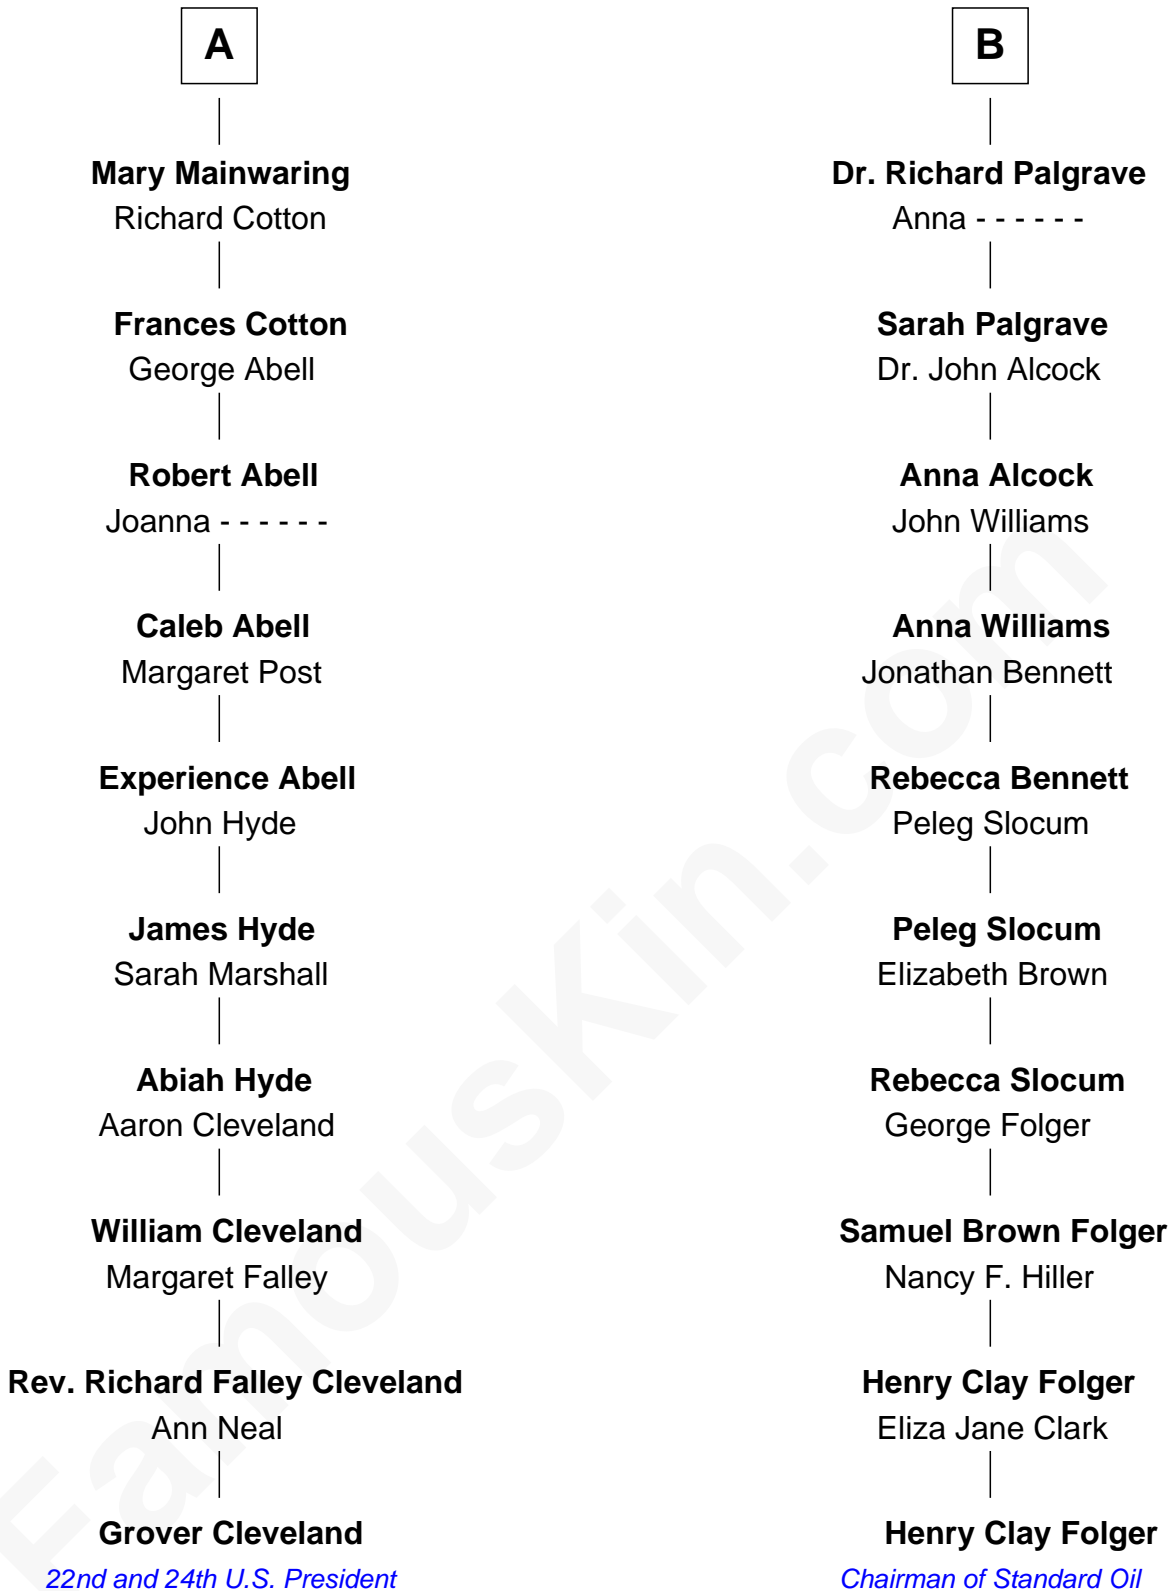 A
Mary Mainwaring
Richard Cotton
Frances Cotton
George Abell
Robert Abell
Joanna - - - - - -
Caleb Abell
Margaret Post
Experience Abell
John Hyde
James Hyde
Sarah Marshall
Abiah Hyde
Aaron Cleveland
William Cleveland
Margaret Falley
Rev. Richard Falley Cleveland
Ann Neal
Grover Cleveland
22nd and 24th U.S. President
B
Dr. Richard Palgrave
Anna - - - - - -
Sarah Palgrave
Dr. John Alcock
Anna Alcock
John Williams
Anna Williams
Jonathan Bennett
Rebecca Bennett
Peleg Slocum
Peleg Slocum
Elizabeth Brown
Rebecca Slocum
George Folger
Samuel Brown Folger
Nancy F. Hiller
Henry Clay Folger
Eliza Jane Clark
Henry Clay Folger
Chairman of Standard Oil
FamousKin.com